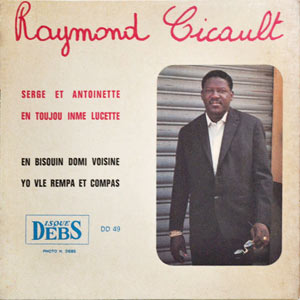 Raymond Cicault
SERGE ET ANTOINETTE
EN TOUJOU INME LUCETTE
EN BISOUIN DOMI VOISINE
YO VLE REMPA ET COMPAS
DISQUE
DEBS
DD 49
PHOTO H. DEBS